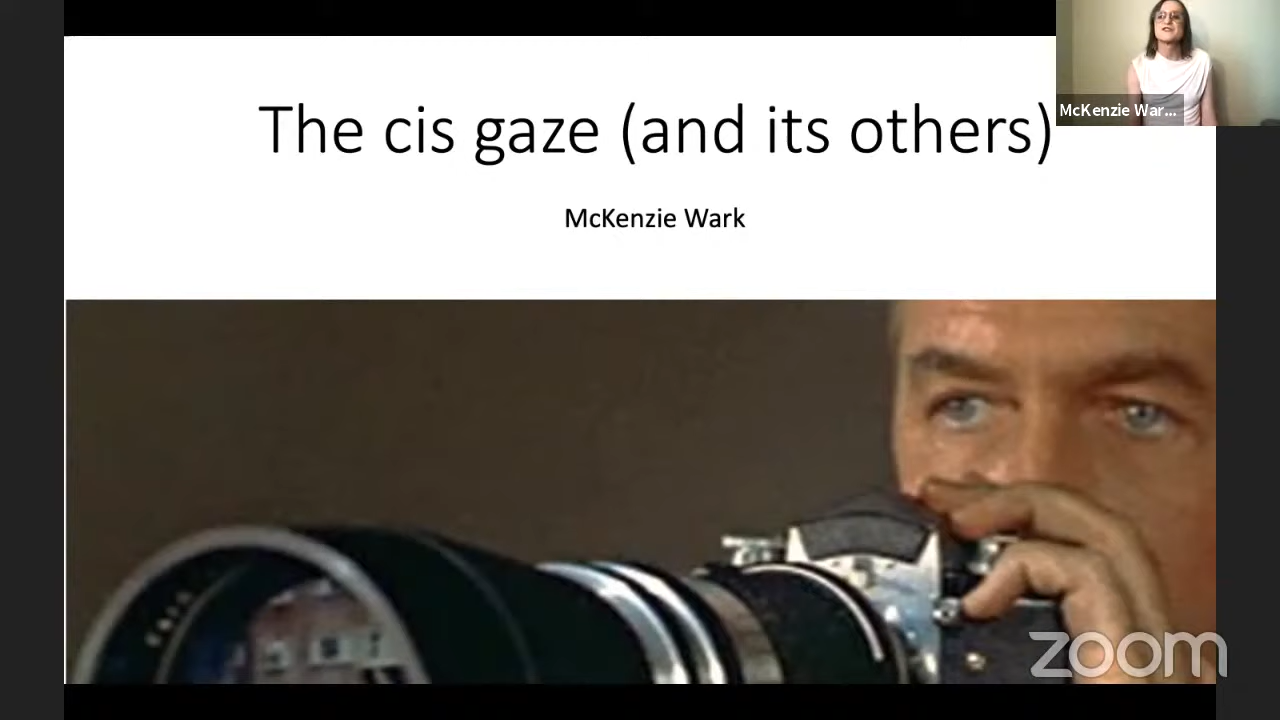 The cis gaze (and its others)
McKenzie Wark
McKenzie War...
zoom